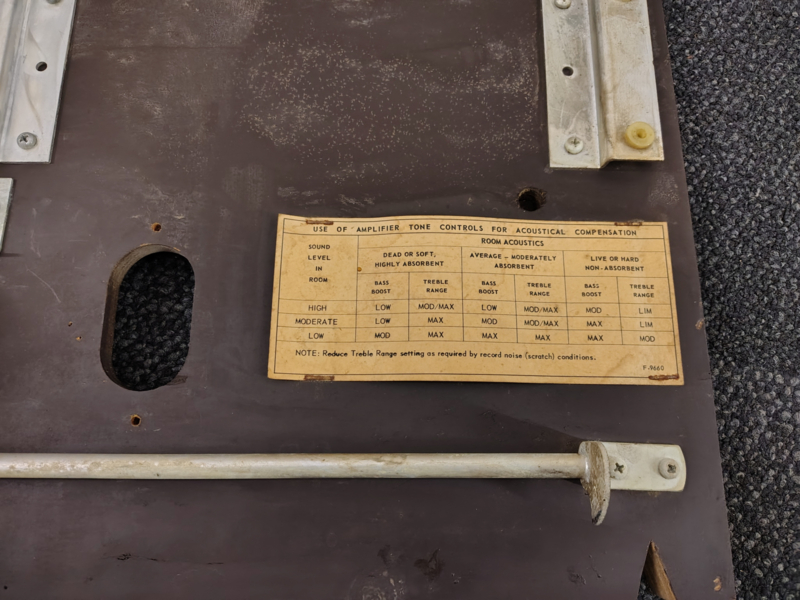 USE OF AMPLIFIER TONE CONTROLS FOR ACOUSTICAL COMPENSATION
SOUND LEVEL IN ROOM
ROOM ACOUSTICS
DEAD OR SOFT, HIGHLY ABSORBENT
AVERAGE - MODERATELY ABSORBENT
LIVE OR HARD NON-ABSORBENT
BASS BOOST TREBLE RANGE BASS BOOST TREBLE RANGE BASS BOOST TREBLE RANGE
HIGH LOW MOD/MAX LOW MOD/MAX MOD LIM
MODERATE LOW MAX MOD MOD/MAX MAX LIM
LOW MOD MAX MAX MAX MAX MOD
NOTE: Reduce Treble Range setting as required by record noise (scratch) conditions.
F-9660